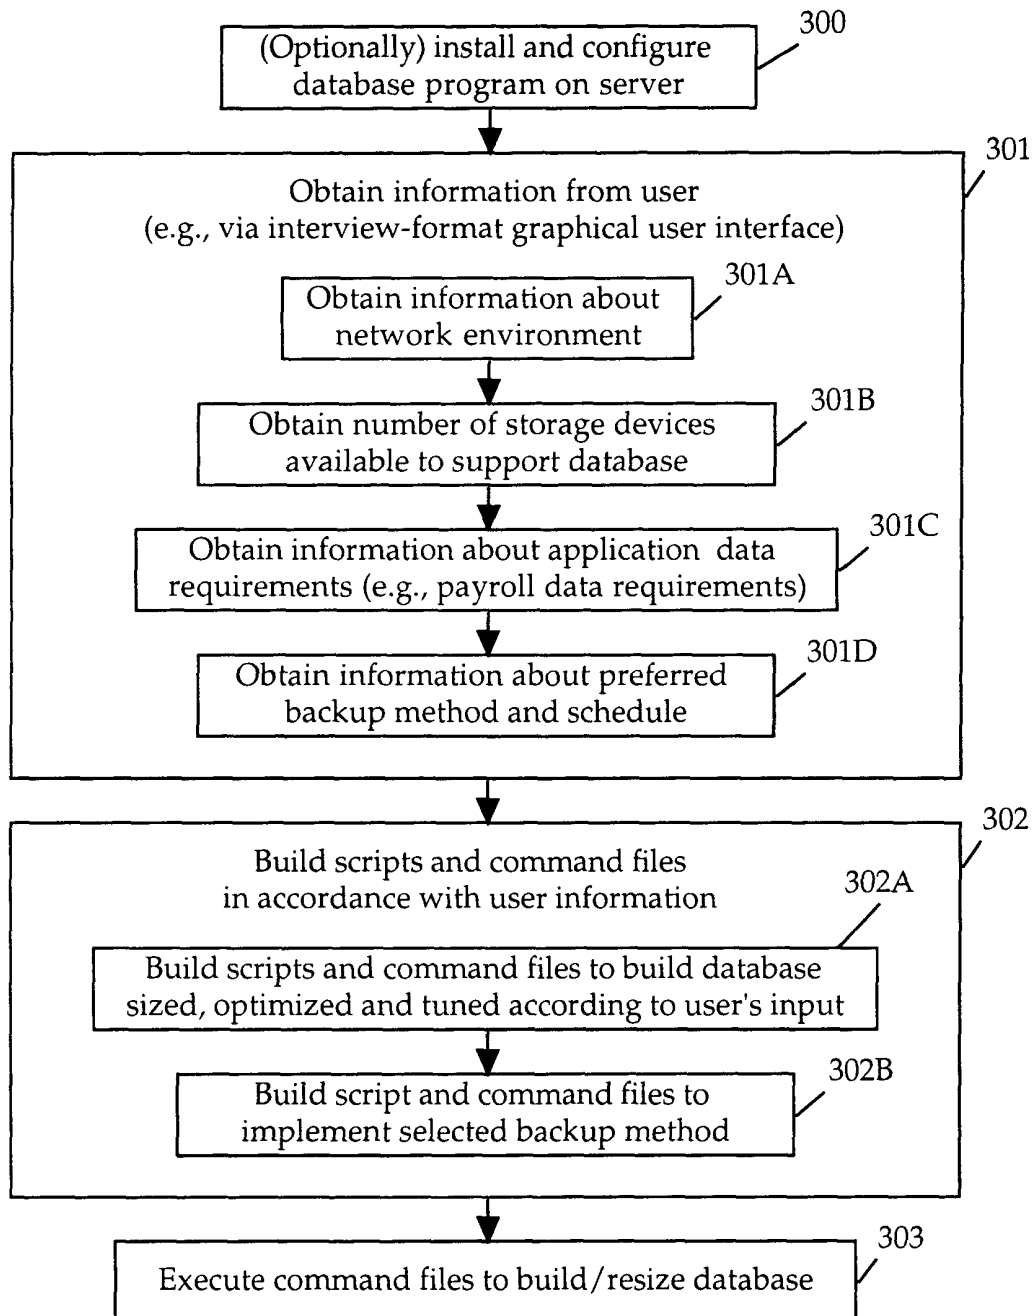 300
(Optionally) install and configure
database program on server
301
Obtain information from user
(e.g., via interview-format graphical user interface)
301A
Obtain information about
network environment
301B
Obtain number of storage devices
available to support database
301C
Obtain information about application data
requirements (e.g., payroll data requirements)
301D
Obtain information about preferred
backup method and schedule
302
Build scripts and command files
in accordance with user information
302A
Build scripts and command files to build database
sized, optimized and tuned according to user's input
302B
Build script and command files to
implement selected backup method
303
Execute command files to build/resize database